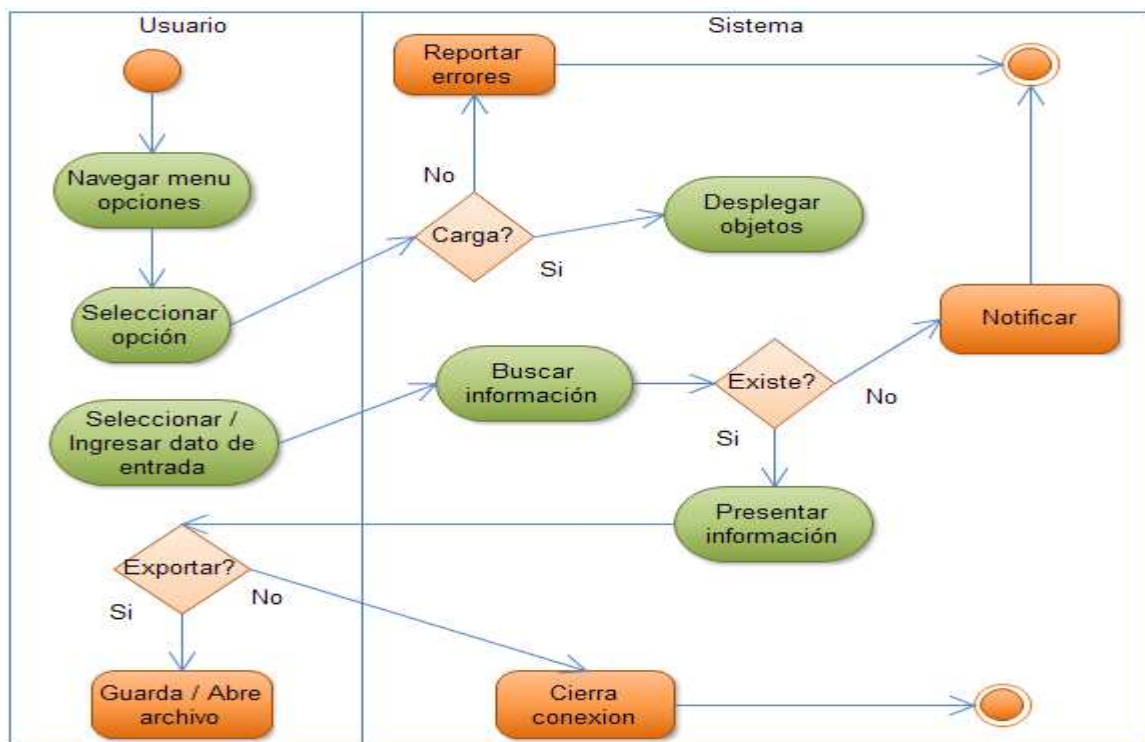 Usuario
Sistema
Reportar
errores
Navegar menu
opciones
No
Carga?
Si
Desplegar
objetos
Seleccionar
opción
Notificar
Buscar
información
Existe?
No
Si
Seleccionar /
Ingresar dato de
entrada
Presentar
información
Exportar?
Si
No
Guarda / Abre
archivo
Cierra
conexion